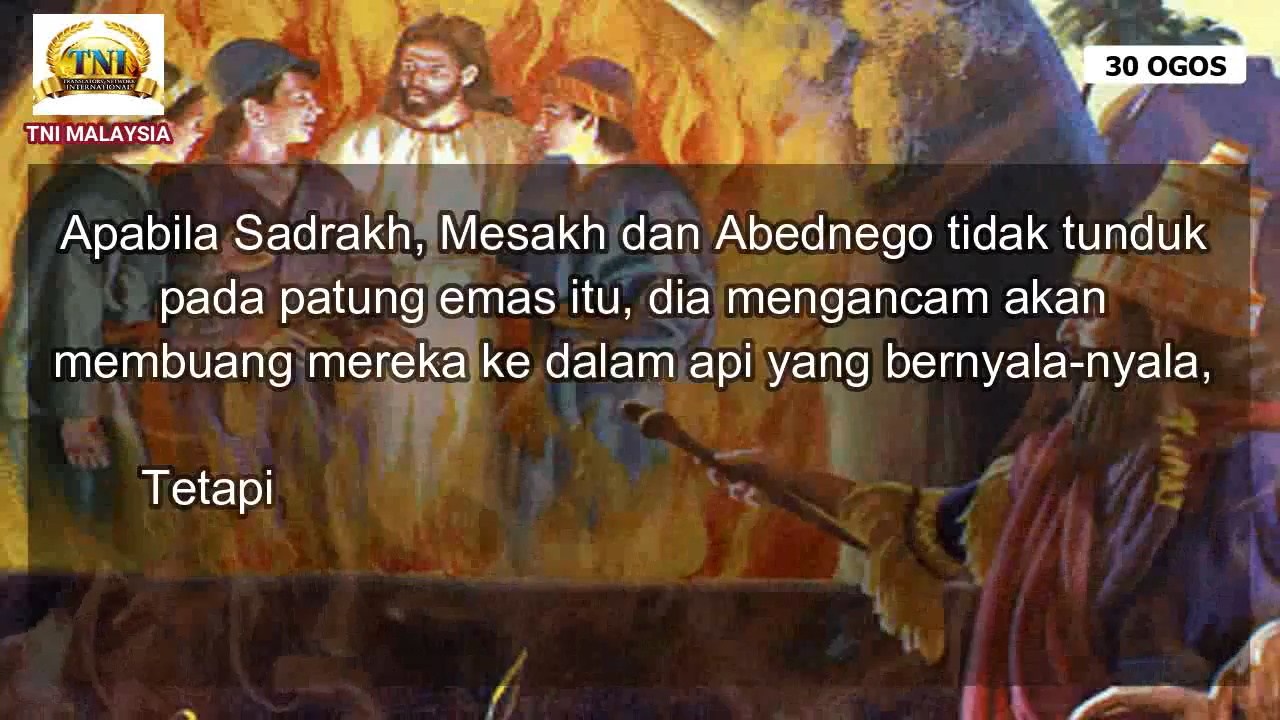 TNI
TRANSLATORS NETWORK
INTERNATIONAL
TNI MALAYSIA
30 OGOS
Apabila Sadrakh, Mesakh dan Abednego tidak tunduk
pada patung emas itu, dia mengancam akan
membuang mereka ke dalam api yang bernyala-nyala,
Tetapi